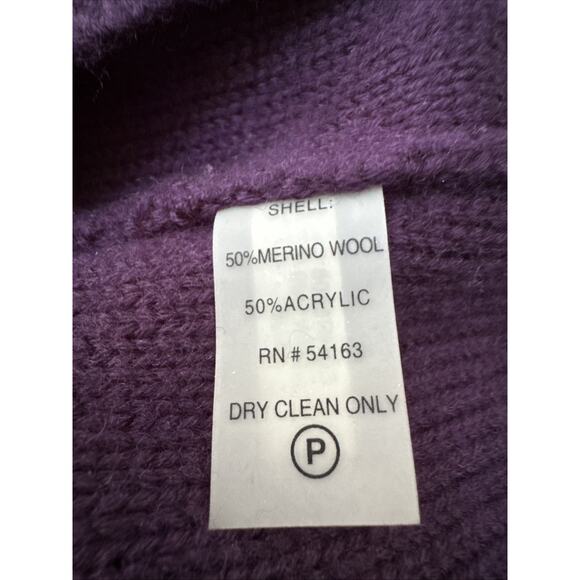 SHELL:
50%MERINO WOOL
50%ACRYLIC
RN # 54163
DRY CLEAN ONLY
P